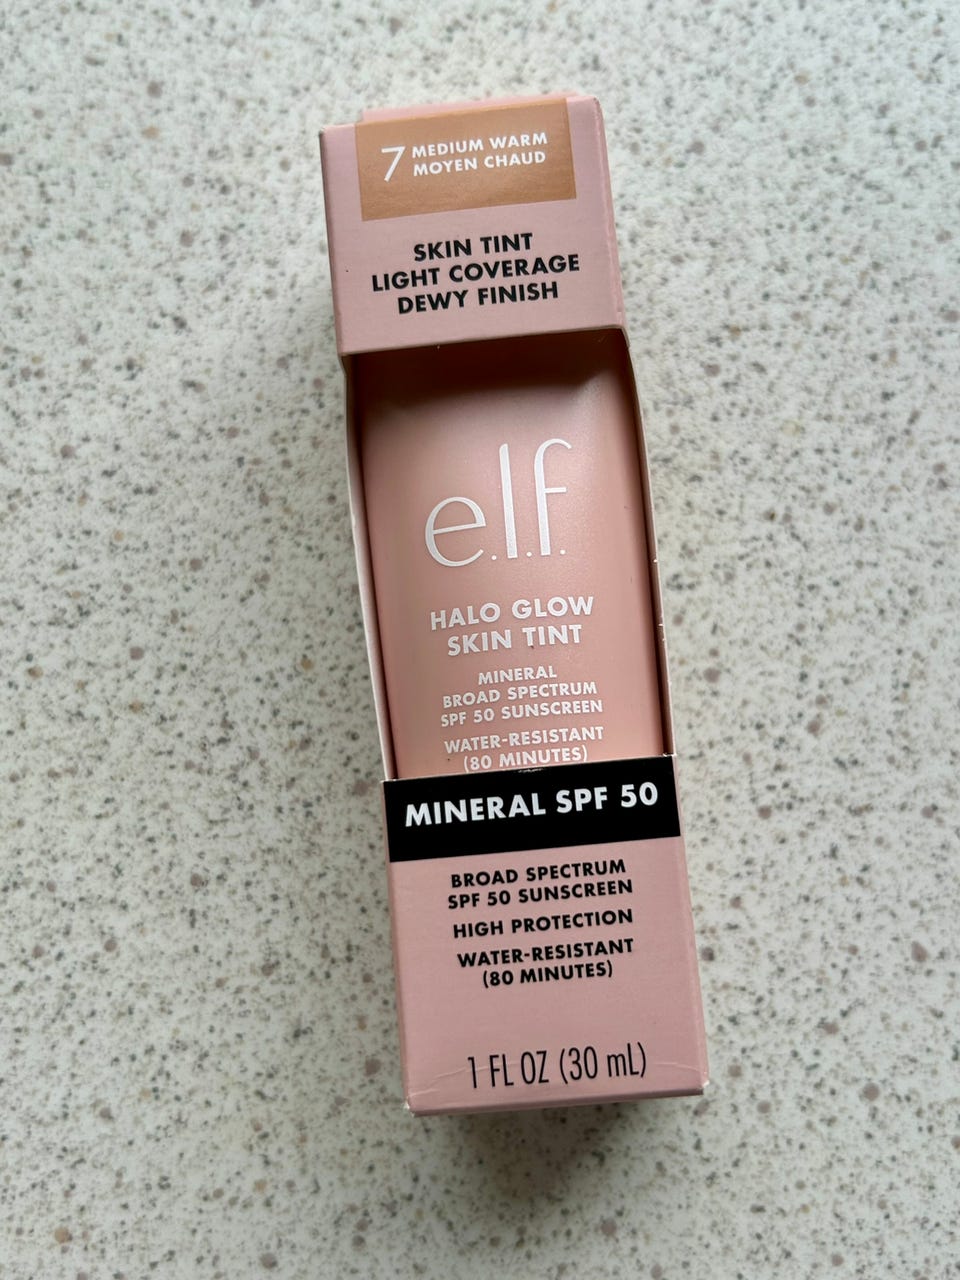 7 MEDIUM WARM
MOYEN CHAUD
SKIN TINT
LIGHT COVERAGE
DEWY FINISH
e.l.f.
HALO GLOW
SKIN TINT
MINERAL
BROAD SPECTRUM
SPF 50 SUNSCREEN
WATER-RESISTANT
(80 MINUTES)
MINERAL SPF 50
BROAD SPECTRUM
SPF 50 SUNSCREEN
HIGH PROTECTION
WATER-RESISTANT
(80 MINUTES)
1 FL OZ (30 mL)